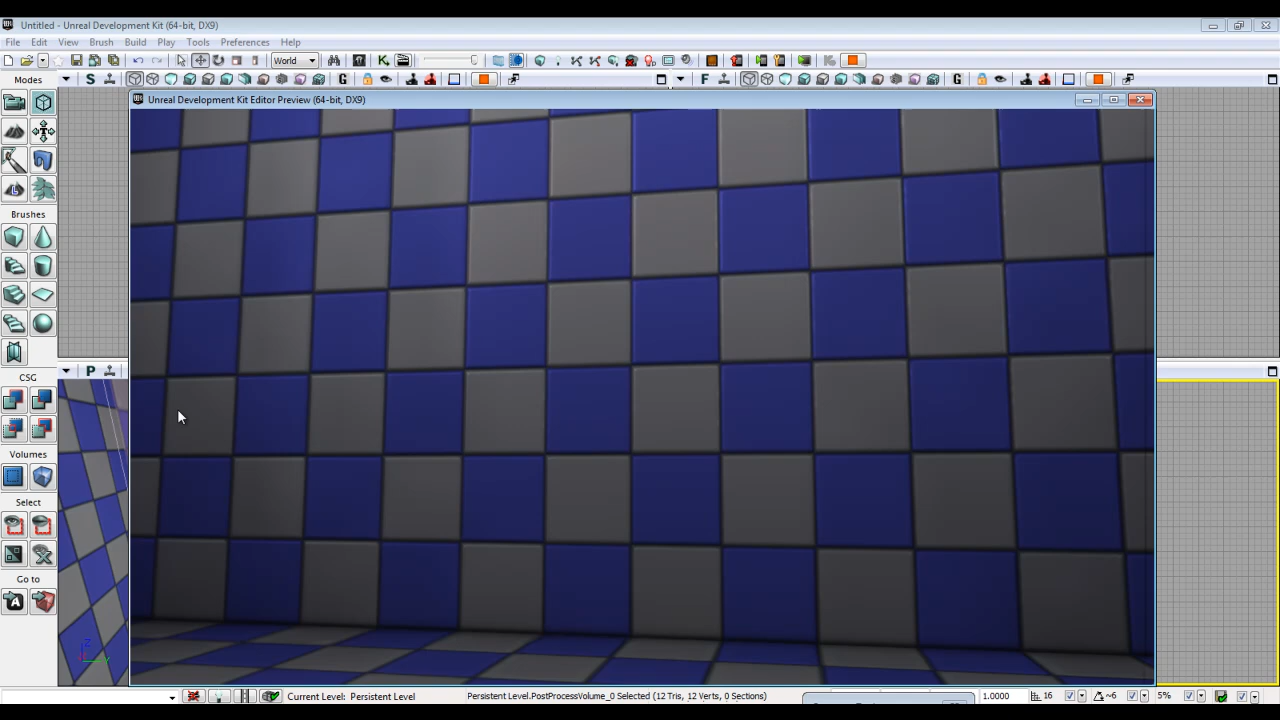 Untitled - Unreal Development Kit (64-bit, DX9)
File Edit View Brush Build Play Tools Preferences Help
World
Modes
S
F
G
G
Unreal Development Kit Editor Preview (64-bit, DX9)
Brushes
P
CSG
Volumes
Select
Go to
Z
Current Level: Persistent Level
Persistent Level.PostProcessVolume_0 Selected (12 Tris, 12 Verts, 0 Sections)
1.0000
16
~6
5%